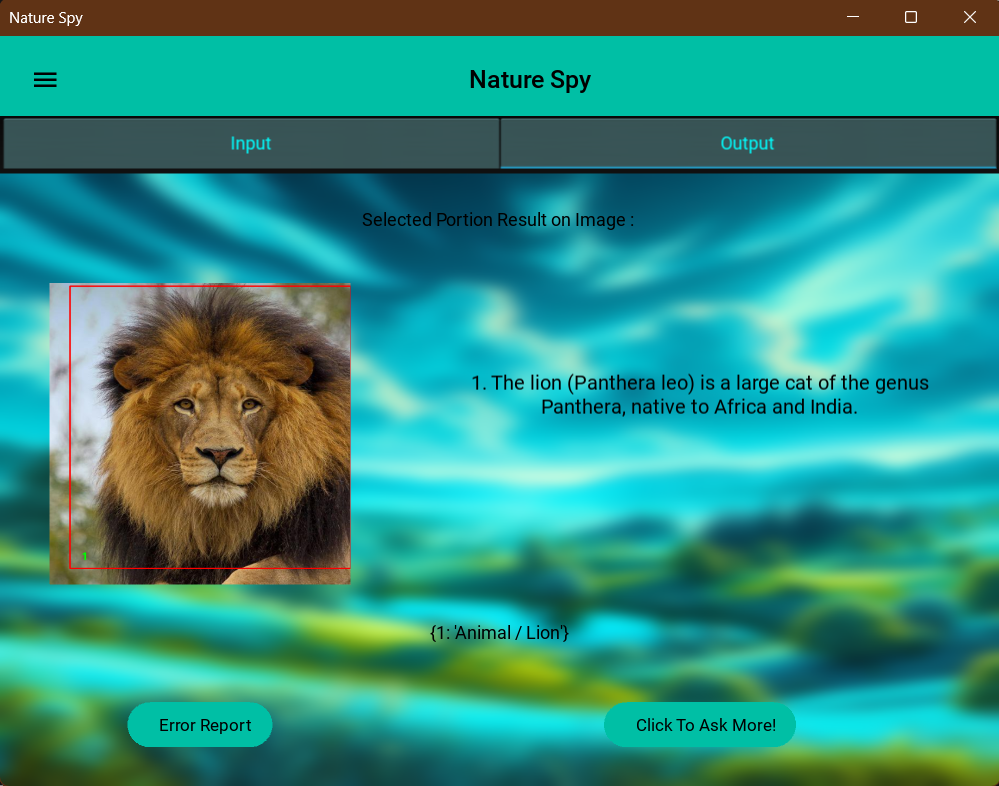 Nature Spy
Nature Spy
Input
Output
Selected Portion Result on Image :
1. The lion (Panthera leo) is a large cat of the genus
Panthera, native to Africa and India.
1
{1: 'Animal / Lion'}
Error Report
Click To Ask More!